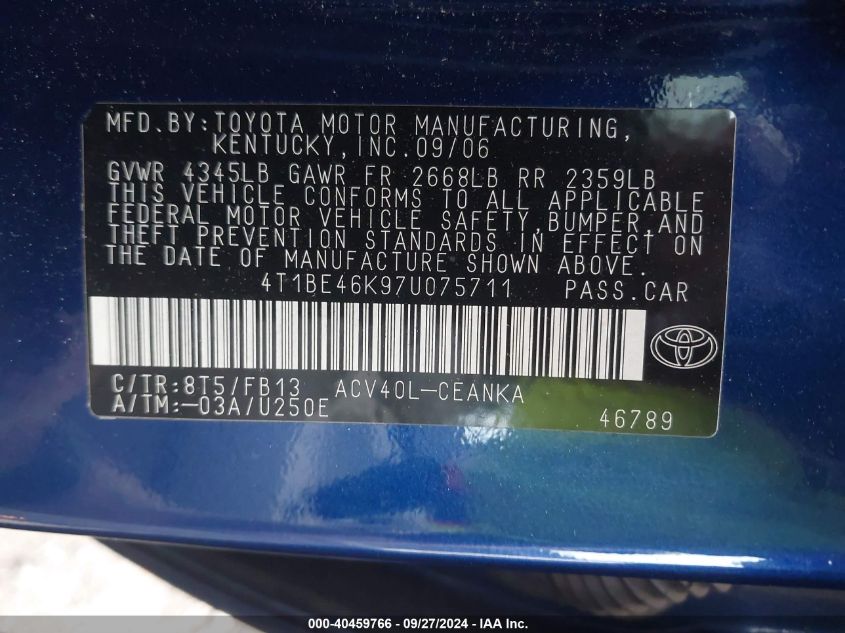 MFD.BY:TOYOTA MOTOR MANUFACTURING,
KENTUCKY,INC.09/06
GVWR 4345LB GAWR FR 2668LB RR 2359LB
THIS VEHICLE CONFORMS TO ALL APPLICABLE
FEDERAL MOTOR VEHICLE SAFETY,BUMPER,AND
THEFT PREVENTION STANDARDS IN EFFECT ON
THE DATE OF MANUFACTURE SHOWN ABOVE.
4T1BE46K97U075711 PASS.CAR
C/TR:8T5/FB13 ACV40L-CEANKA
A/TM:-03A/U250E 46789
000-40459766 - 09/27/2024 - IAA Inc.